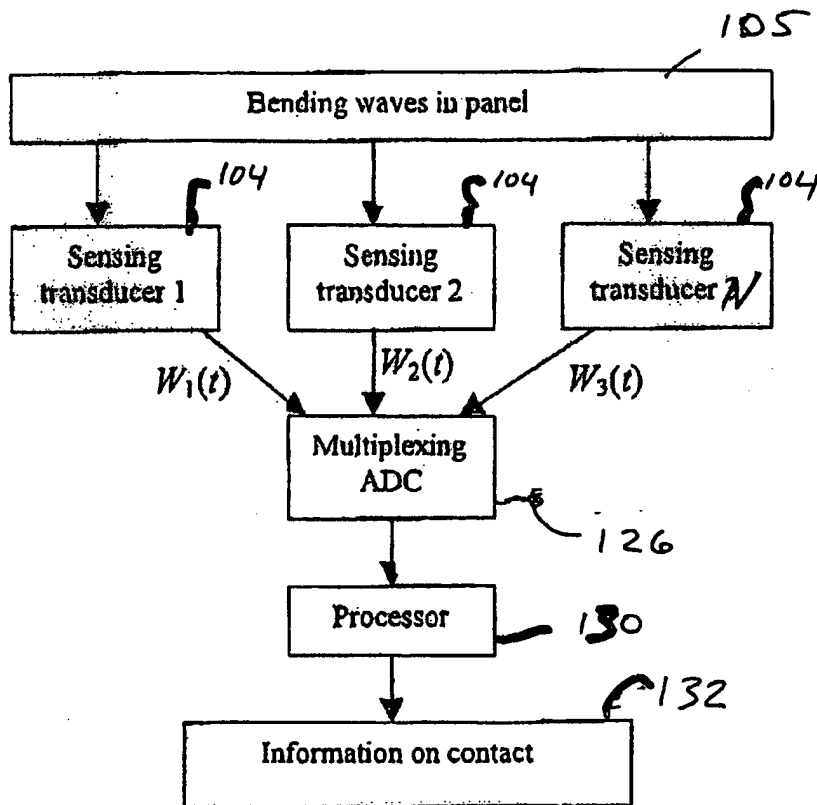 105
Bending waves in panel
104
104
104
Sensing
transducer 1
Sensing
transducer 2
Sensing
transducer N
W₁(t)
W₂(t)
W₃(t)
Multiplexing
ADC
126
Processor
130
132
Information on contact